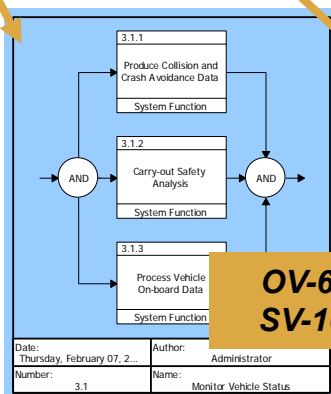 3.1.1
Produce Collision and
Crash Avoidance Data
System Function
3.1.2
AND
Carry-out Safety
Analysis
AND
System Function
3.1.3
Process Vehicle
On-board Data
System Function
OV-6
SV-1
Date:
Thursday, February 07, 2...
Author:
Administrator
Number:
3.1
Name:
Monitor Vehicle Status